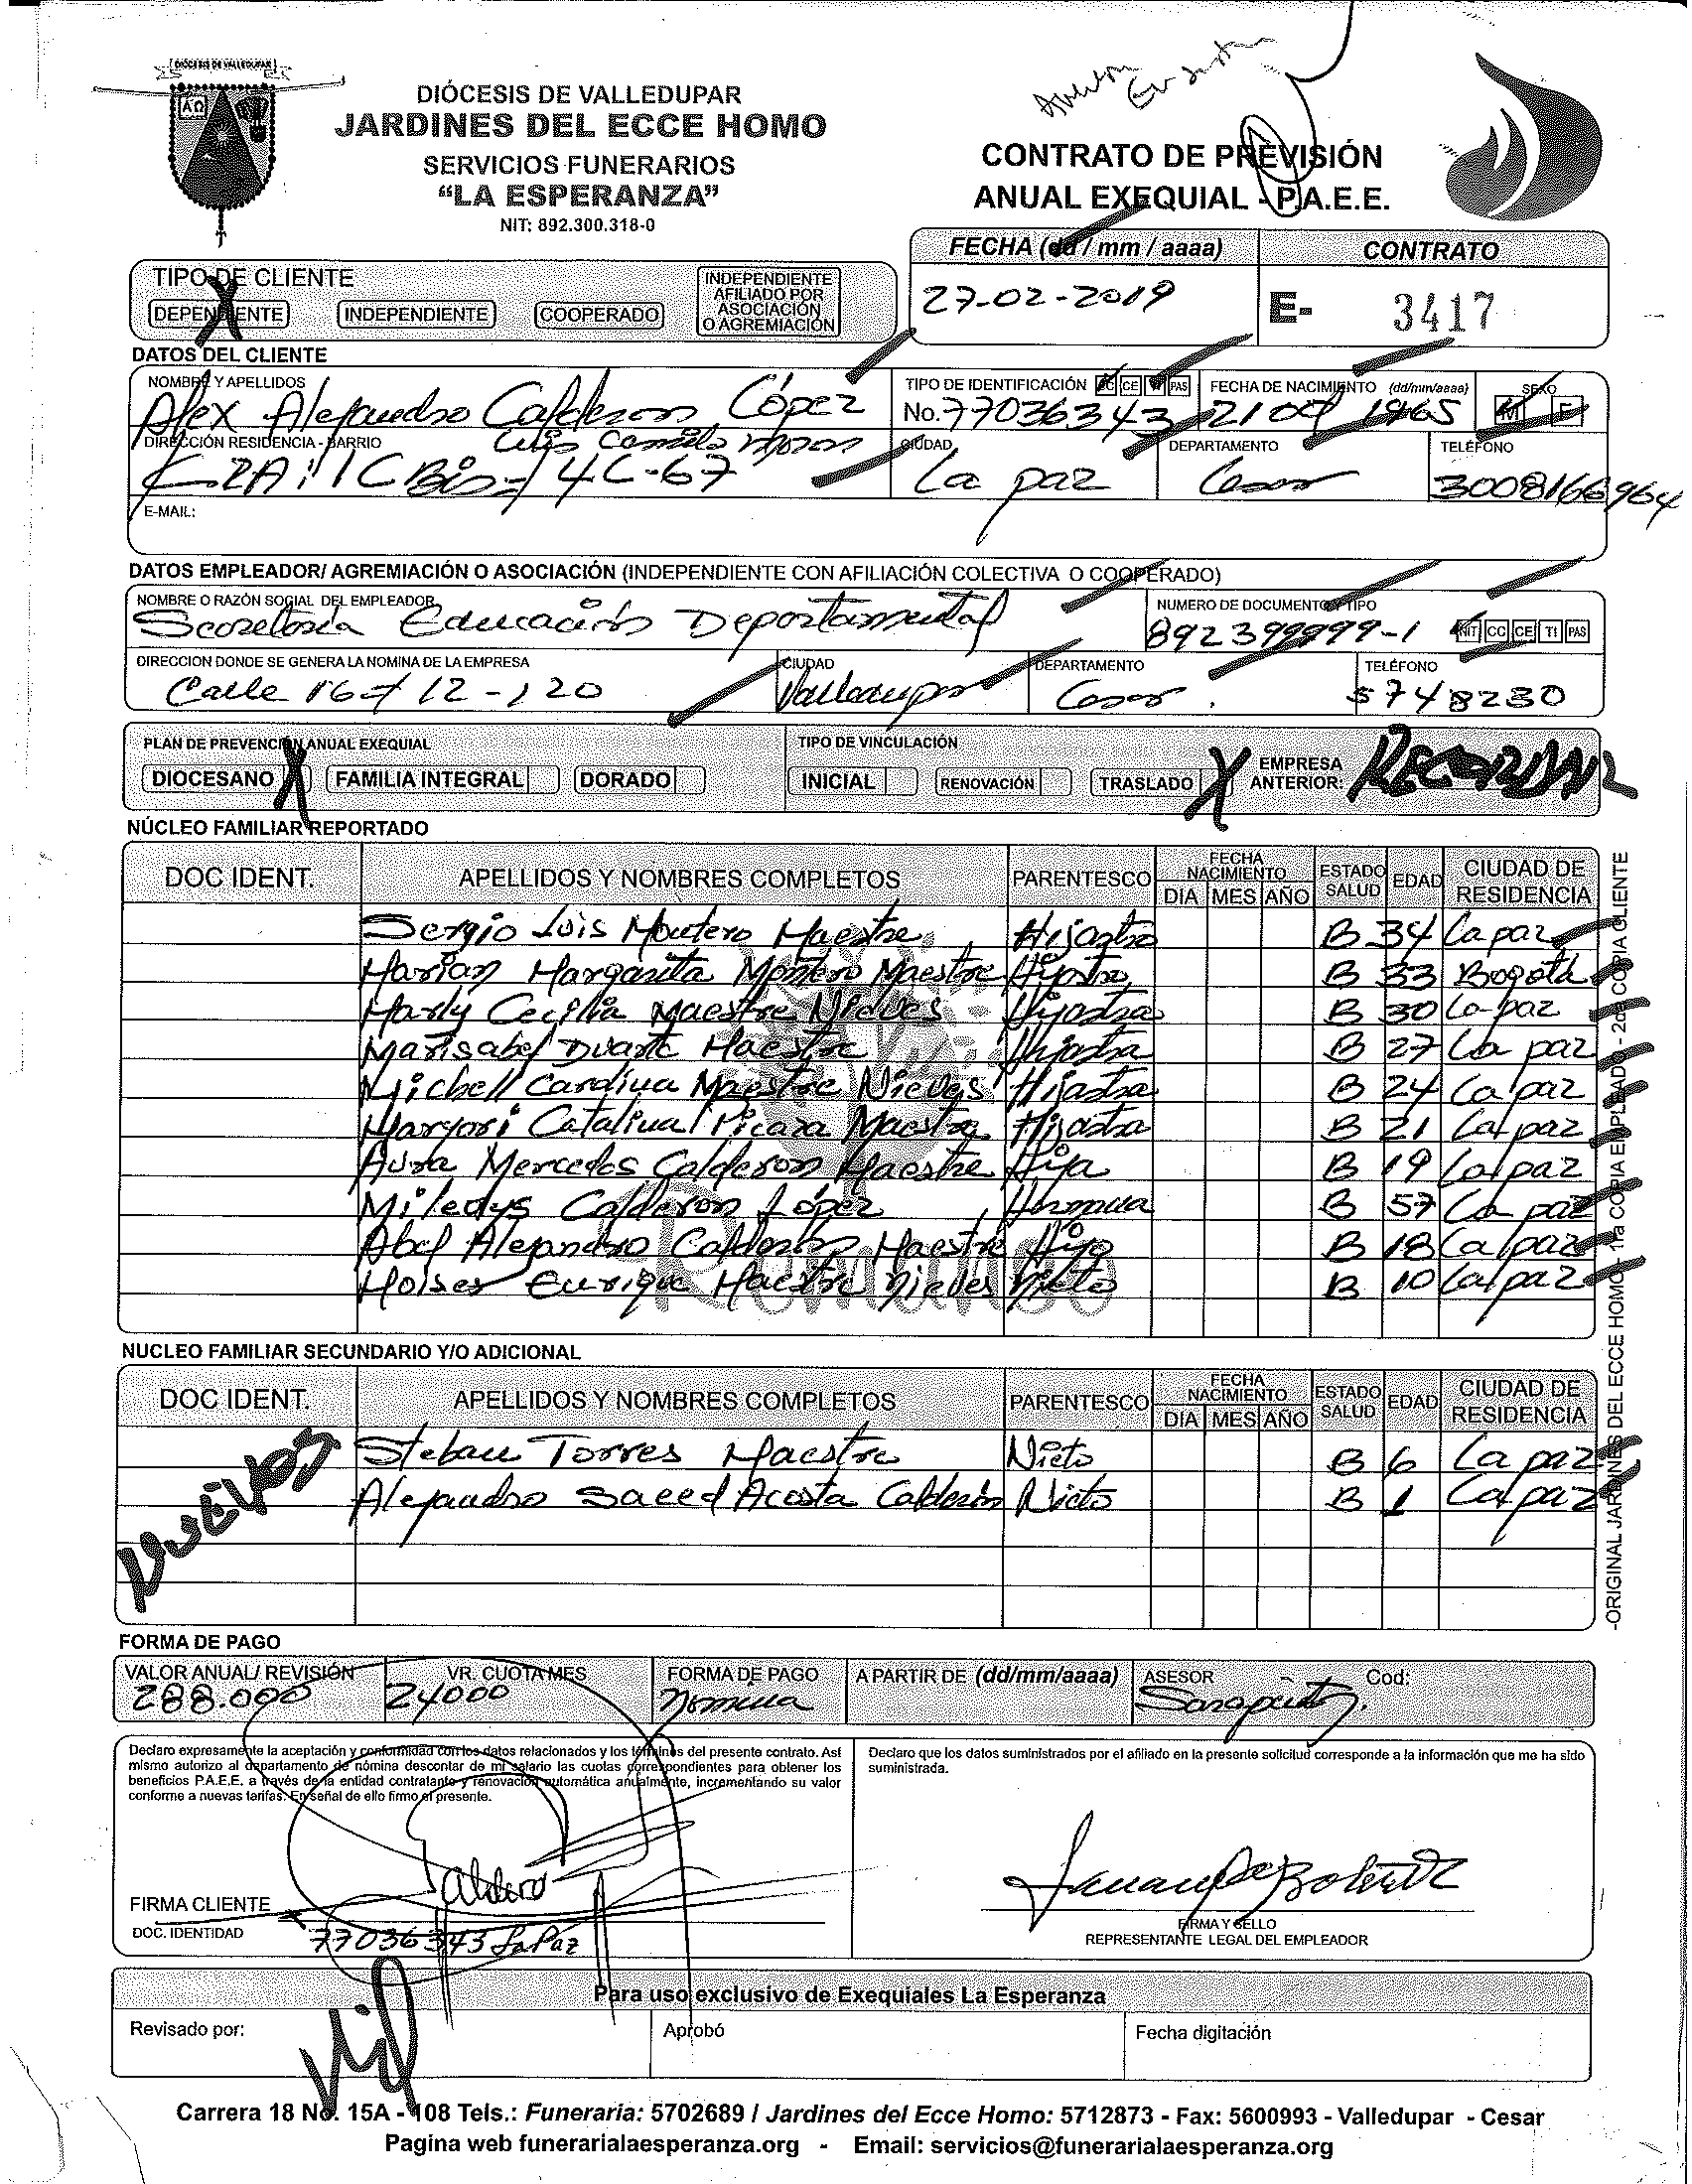 DIÓCESIS DE VALLEDUPAR
DIÓCESIS DE VALLEDUPAR
JARDINES DEL ECCE HOMO
SERVICIOS FUNERARIOS
“LA ESPERANZA”
NIT: 892.300.318-0
CONTRATO DE PREVISIÓN
ANUAL EXEQUIAL - P.A.E.E.
FECHA (dd / mm / aaaa) CONTRATO
27-02-2019 E- 3417
TIPO DE CLIENTE
DEPENDIENTE INDEPENDIENTE COOPERADO INDEPENDIENTE AFILIADO POR ASOCIACIÓN O AGREMIACIÓN
DATOS DEL CLIENTE
NOMBRE Y APELLIDOS TIPO DE IDENTIFICACIÓN CC CE TI PAS FECHA DE NACIMIENTO (dd/mm/aaaa) SEXO
Alex Alejandro Calderon López No. 77036343 2109 1965 M F
DIRECCIÓN RESIDENCIA - BARRIO CIUDAD DEPARTAMENTO TELÉFONO
Camilo
La paz Cesar 3008166964
E-MAIL:
DATOS EMPLEADOR/ AGREMIACIÓN O ASOCIACIÓN (INDEPENDIENTE CON AFILIACIÓN COLECTIVA O COOPERADO)
NOMBRE O RAZÓN SOCIAL DEL EMPLEADOR NUMERO DE DOCUMENTO Y TIPO
Secretaria Educación Departamental 892399999-1 NIT CC CE TI PAS
DIRECCION DONDE SE GENERA LA NOMINA DE LA EMPRESA CIUDAD DEPARTAMENTO TELÉFONO
Calle 16 # 12-120 Valledupar Cesar. 5748230
PLAN DE PREVENCIÓN ANUAL EXEQUIAL TIPO DE VINCULACIÓN
DIOCESANO X FAMILIA INTEGRAL DORADO INICIAL RENOVACIÓN TRASLADO X EMPRESA ANTERIOR:
NÚCLEO FAMILIAR REPORTADO
DOC IDENT. APELLIDOS Y NOMBRES COMPLETOS PARENTESCO FECHA NACIMIENTO DIA MES AÑO ESTADO SALUD EDAD CIUDAD DE RESIDENCIA
Sergio Luis Montero Maestre Hijastro B 34 La paz
Marian Margarita Montero Maestre Hijastra B 33 Bogotá
Marly Cecilia Maestre Nieves Hijastra B 30 La paz
Marisabel Duarte Maestre Hijastra B 27 La paz
Michell Carolina Maestre Nieves Hijastra B 24 La paz
Margori Catalina Maestre Hijastra B 21 La paz
Aura Mercedes Calderon Maestre Hija B 19 La paz
Miledys Calderon López Hermana B 57 La paz
Abel Alejandro Calderon Maestre Hijo B 18 La paz
Moises Enrique Maestre Nieves Nieto B 10 La paz
NUCLEO FAMILIAR SECUNDARIO Y/O ADICIONAL
DOC IDENT. APELLIDOS Y NOMBRES COMPLETOS PARENTESCO FECHA NACIMIENTO DIA MES AÑO ESTADO SALUD EDAD CIUDAD DE RESIDENCIA
Steban Torres Maestre Nieto B 6 La paz
Alejandro Saeed Acosta Calderón Nieto B 1 La paz
NUEVOS
-ORIGINAL JARDINES DEL ECCE HOMO - 1ra COPIA EMPLEADO - 2da COPIA CLIENTE
FORMA DE PAGO
VALOR ANUAL/ REVISIÓN VR. CUOTA MES FORMA DE PAGO A PARTIR DE (dd/mm/aaaa) ASESOR Cod:
288.000 24000 Nomina
Declaro expresamente la aceptación y conformidad con los datos relacionados y los términos del presente contrato. Así
mismo autorizo al departamento de nómina descontar de mi salario las cuotas correspondientes para obtener los
beneficios P.A.E.E. a través de la entidad contratante y renovación automática anualmente, incrementando su valor
conforme a nuevas tarifas. En señal de ello firmo el presente.
Declaro que los datos suministrados por el afiliado en la presente solicitud corresponde a la información que me ha sido
suministrada.
FIRMA CLIENTE
DOC. IDENTIDAD 77036343 La Paz
FIRMA Y SELLO
REPRESENTANTE LEGAL DEL EMPLEADOR
Para uso exclusivo de Exequiales La Esperanza
Revisado por: Aprobó Fecha digitación
Carrera 18 No. 15A - 108 Tels.: Funeraria: 5702689 / Jardines del Ecce Homo: 5712873 - Fax: 5600993 - Valledupar - Cesar
Pagina web funerarialaesperanza.org - Email: servicios@funerarialaesperanza.org